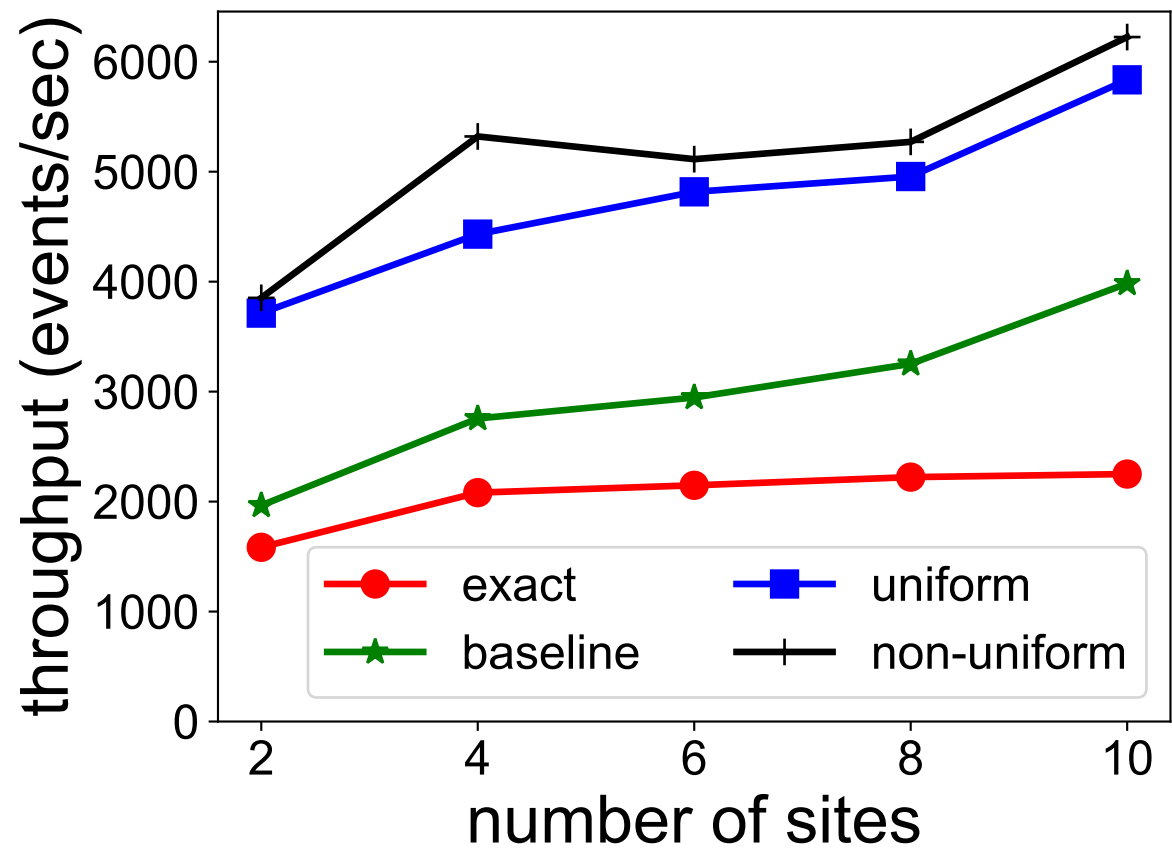 throughput (events/sec)
6000
5000
4000
3000
2000
1000
0
exact
baseline
uniform
non-uniform
2 4 6 8 10
number of sites